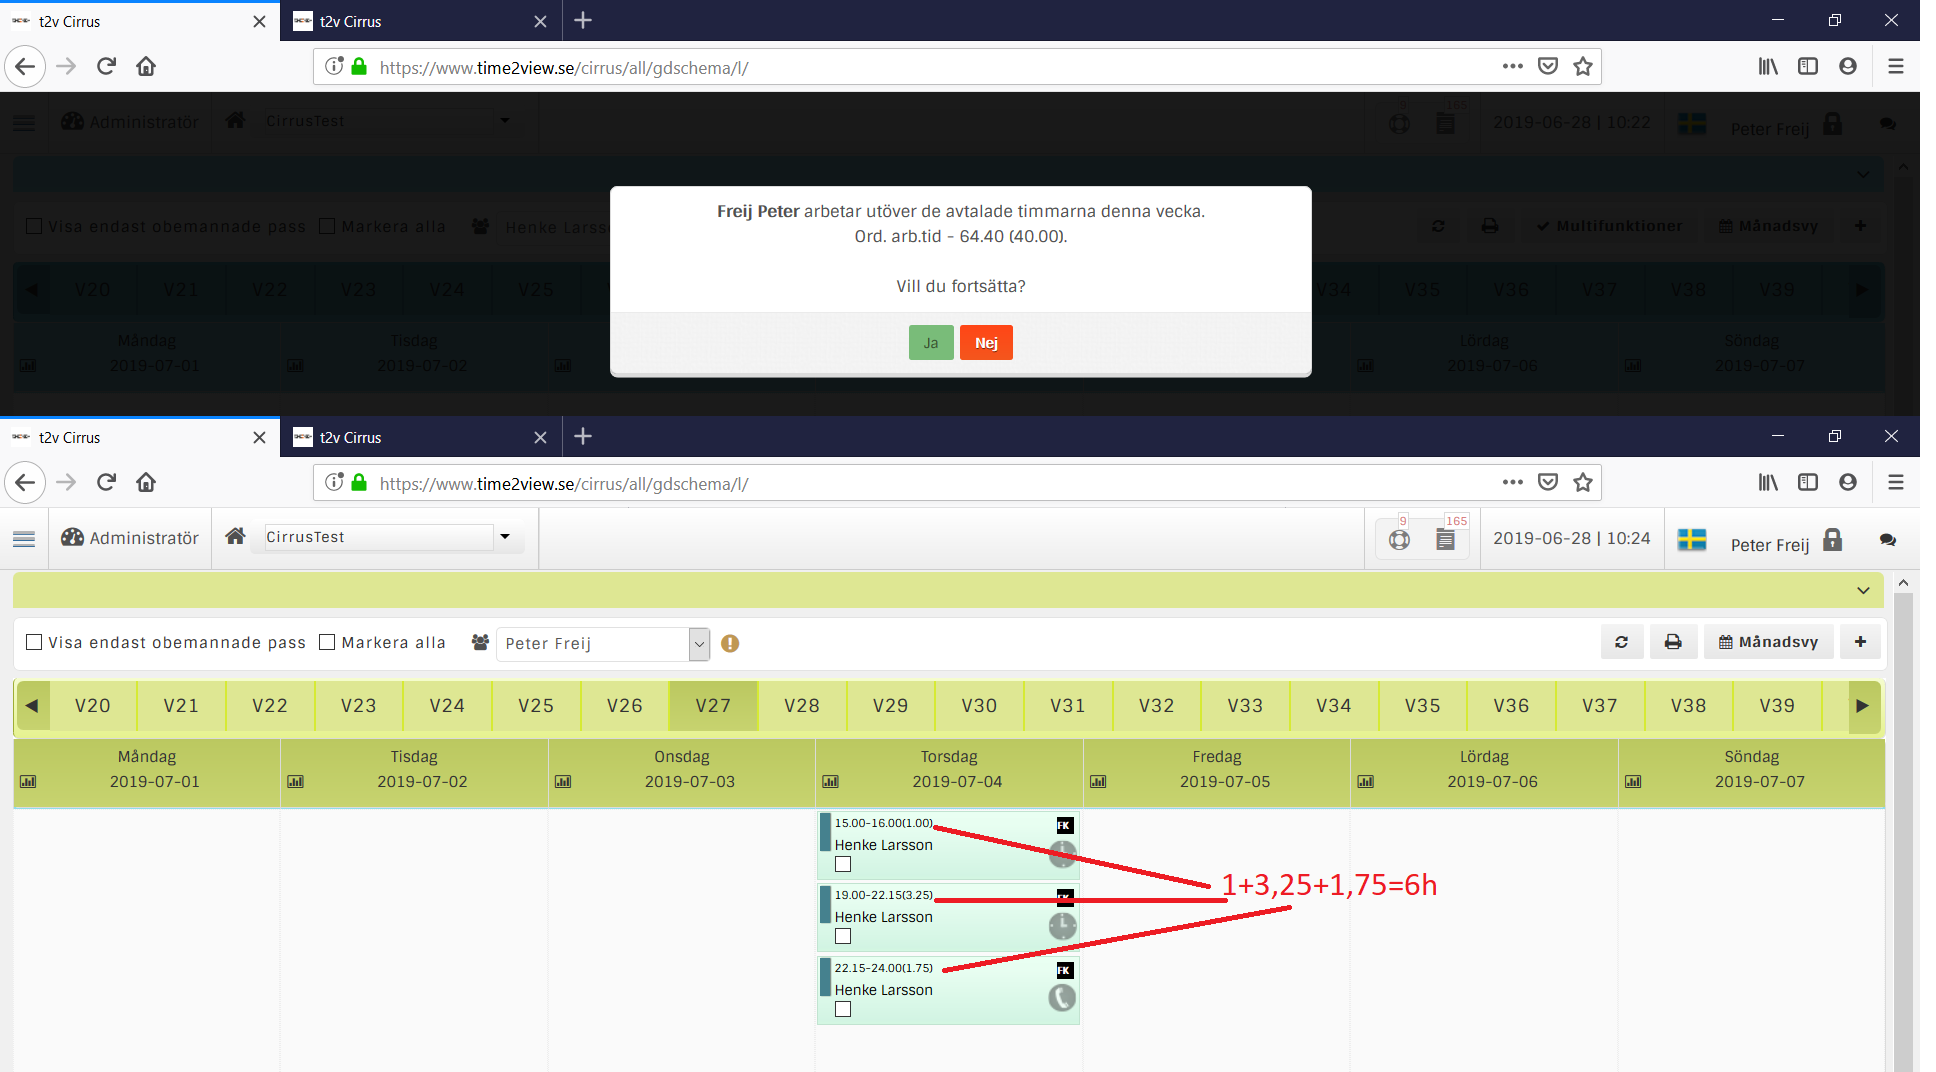 t2v Cirrus
t2v Cirrus
https://www.time2view.se/cirrus/all/gdschema/l/
Administratör
CirrusTest
9
165
2019-06-28 | 10:22
Peter Freij
Freij Peter arbetar utöver de avtalade timmarna denna vecka.
Ord. arb.tid - 64.40 (40.00).
Vill du fortsätta?
Ja
Nej
Visa endast obemannade pass
Markera alla
Henke Larss
Multifunktioner
Månadsvy
V20 V21 V22 V23 V24 V25 V34 V35 V36 V37 V38 V39
Måndag Tisdag Lördag Söndag
2019-07-01 2019-07-02 2019-07-06 2019-07-07
t2v Cirrus
t2v Cirrus
https://www.time2view.se/cirrus/all/gdschema/l/
Administratör
CirrusTest
9
165
2019-06-28 | 10:24
Peter Freij
Visa endast obemannade pass
Markera alla
Peter Freij
Månadsvy
V20 V21 V22 V23 V24 V25 V26 V27 V28 V29 V30 V31 V32 V33 V34 V35 V36 V37 V38 V39
Måndag Tisdag Onsdag Torsdag Fredag Lördag Söndag
2019-07-01 2019-07-02 2019-07-03 2019-07-04 2019-07-05 2019-07-06 2019-07-07
15.00-16.00(1.00)
FK
Henke Larsson
19.00-22.15(3.25)
Henke Larsson
22.15-24.00(1.75)
FK
Henke Larsson
1+3,25+1,75=6h